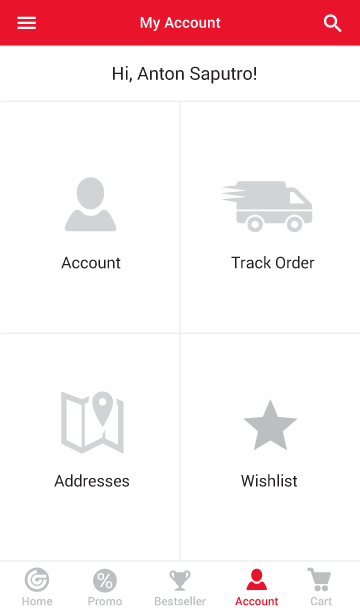 My Account
Hi, Anton Saputro!
Account
Track Order
Addresses
Wishlist
Home
Promo
Bestseller
Account
Cart